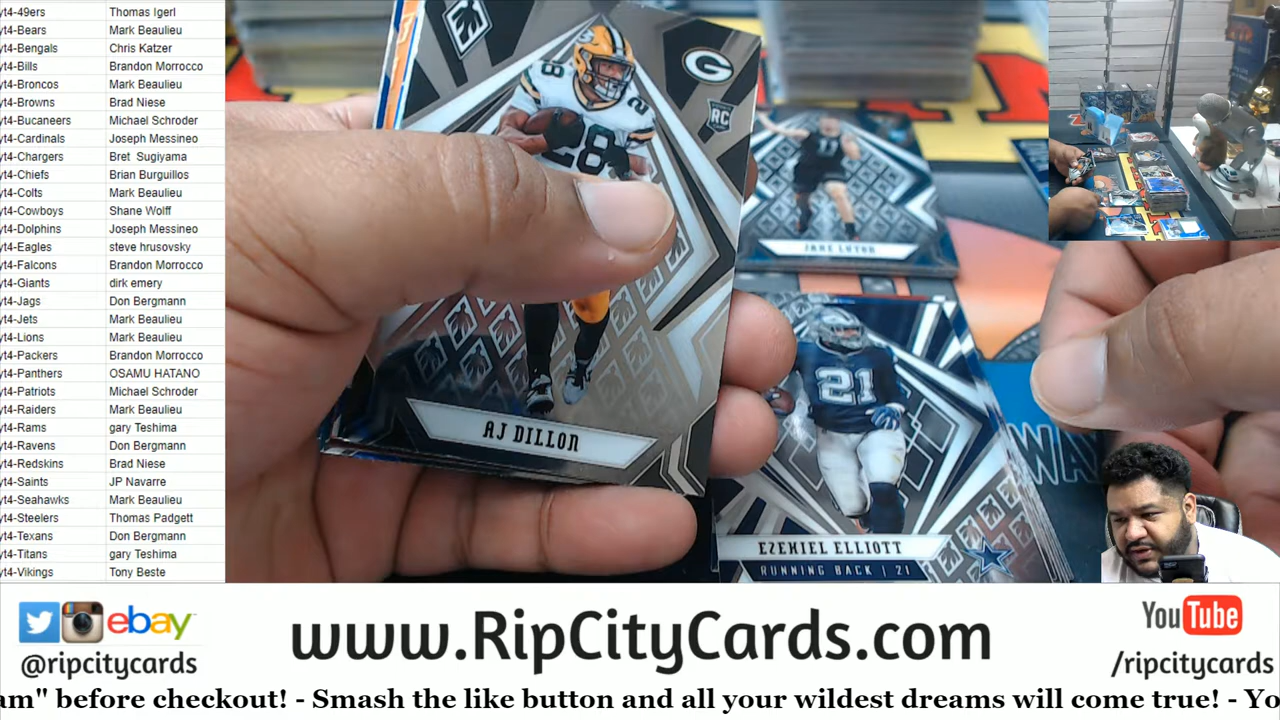 yt4-49ers Thomas Igerl
yt4-Bears Mark Beaulieu
yt4-Bengals Chris Katzer
yt4-Bills Brandon Morrocco
yt4-Broncos Mark Beaulieu
yt4-Browns Brad Niese
yt4-Bucaneers Michael Schroder
yt4-Cardinals Joseph Messineo
yt4-Chargers Bret Sugiyama
yt4-Chiefs Brian Burguillos
yt4-Colts Mark Beaulieu
yt4-Cowboys Shane Wolff
yt4-Dolphins Joseph Messineo
yt4-Eagles steve hrusovsky
yt4-Falcons Brandon Morrocco
yt4-Giants dirk emery
yt4-Jags Don Bergmann
yt4-Jets Mark Beaulieu
yt4-Lions Mark Beaulieu
yt4-Packers Brandon Morrocco
yt4-Panthers OSAMU HATANO
yt4-Patriots Michael Schroder
yt4-Raiders Mark Beaulieu
yt4-Rams gary Teshima
yt4-Ravens Don Bergmann
yt4-Redskins Brad Niese
yt4-Saints JP Navarre
yt4-Seahawks Mark Beaulieu
yt4-Steelers Thomas Padgett
yt4-Texans Don Bergmann
yt4-Titans gary Teshima
yt4-Vikings Tony Beste
G
RC
28
28
AJ DILLON
11
JAKE LUTON
21
EZEKIEL ELLIOTT
RUNNING BACK | 21
WAY
ebay
@ripcitycards
www.RipCityCards.com
YouTube
/ripcitycards
am" before checkout! - Smash the like button and all your wildest dreams will come true! - Yo